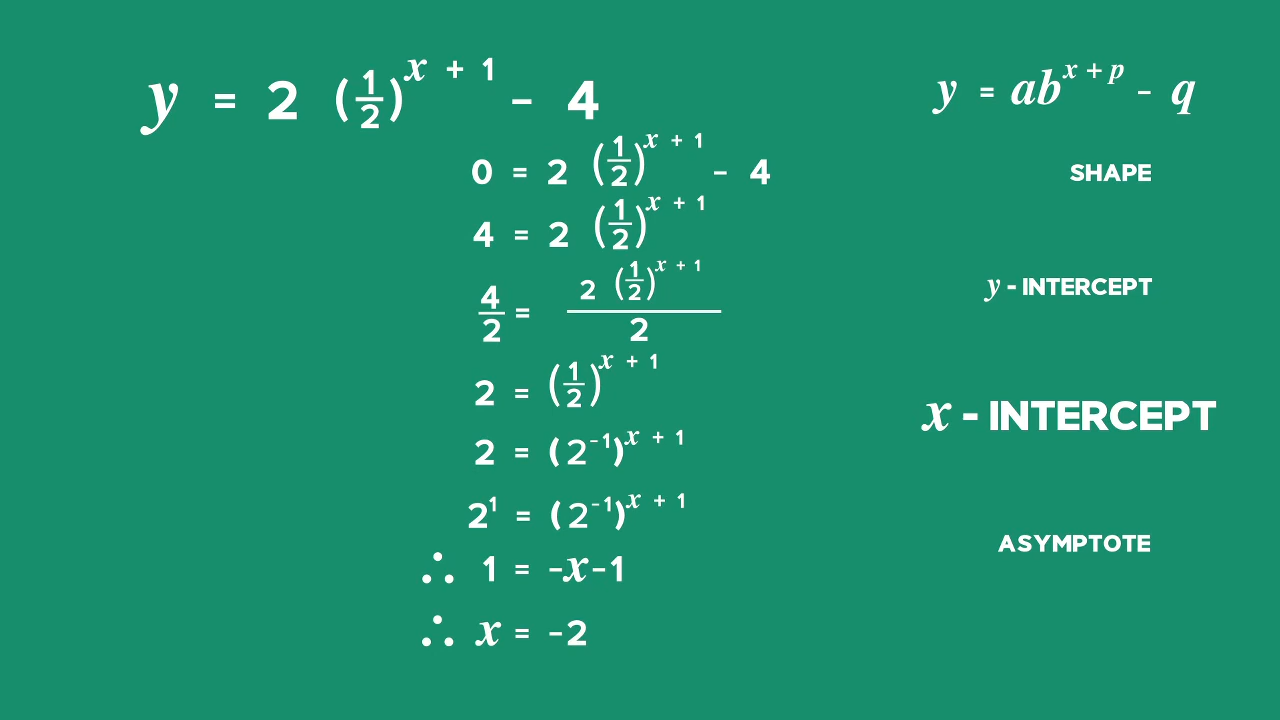 y = 2 (1/2)^(x + 1) - 4
0 = 2 (1/2)^(x + 1) - 4
4 = 2 (1/2)^(x + 1)
4/2 = 2 (1/2)^(x + 1) / 2
2 = (1/2)^(x + 1)
2 = (2^-1)^(x + 1)
2^1 = (2^-1)^(x + 1)
∴ 1 = -x-1
∴ x = -2
y = ab^(x + p) - q
SHAPE
y - INTERCEPT
x - INTERCEPT
ASYMPTOTE